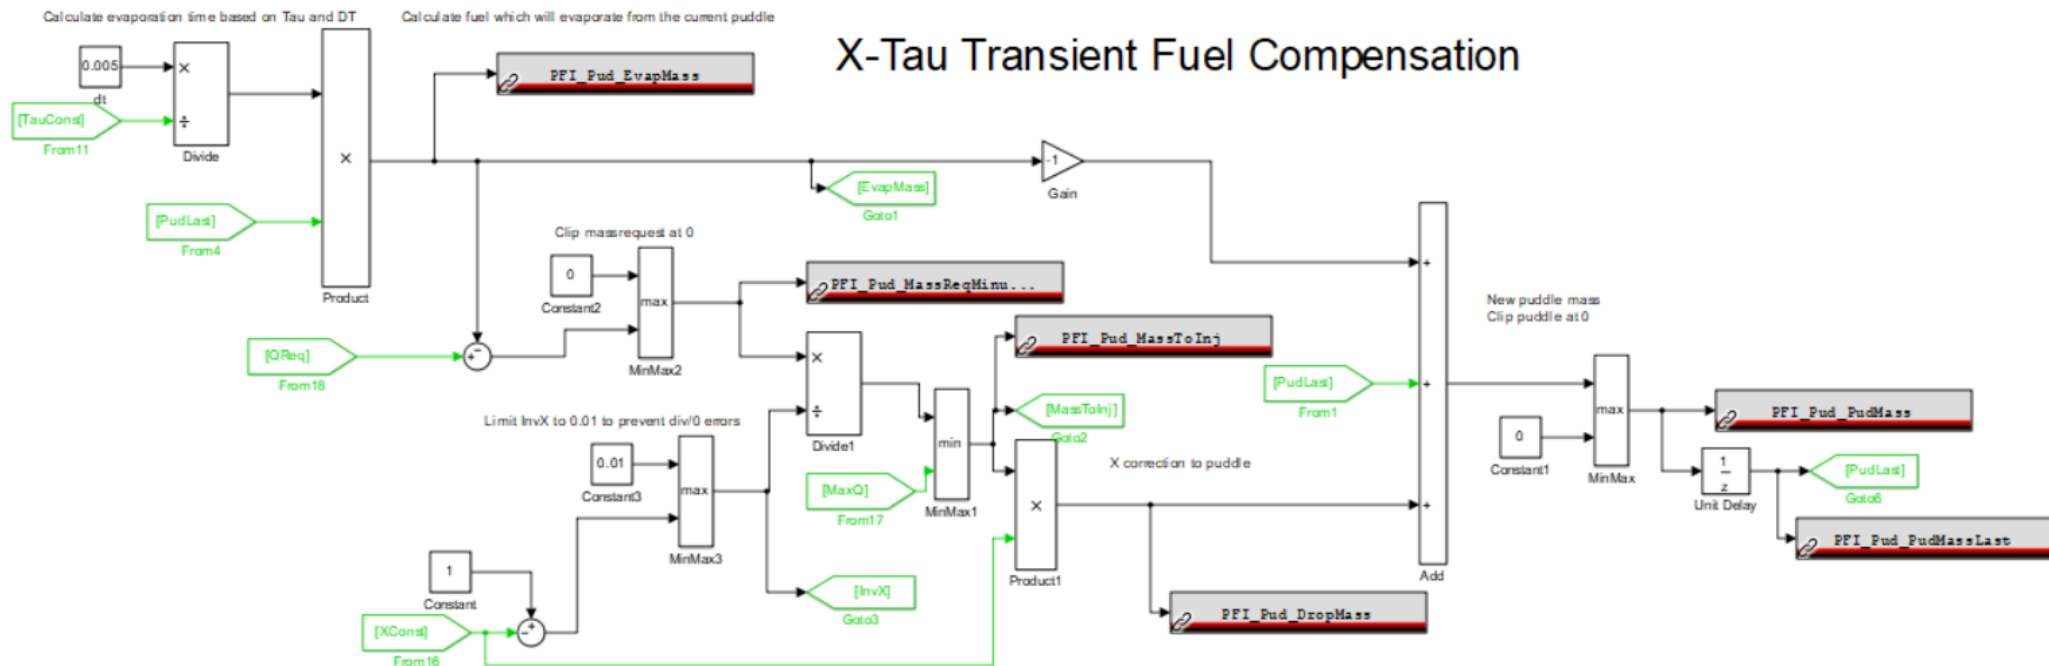 Calculate evaporation time based on Tau and DT
Calculate fuel which will evaporate from the current puddle
X-Tau Transient Fuel Compensation
0.005
dt
×
÷
Divide
[TauConst]
From11
PFI_Pud_EvapMass
×
Product
[PudLast]
From4
[EvapMass]
Goto1
-1
Gain
Clip massrequest at 0
0
Constant2
max
MinMax2
PFI_Pud_MassReqMinu...
[QReq]
From18
+
-
×
÷
Divide1
PFI_Pud_MassToInj
[MassToInj]
Goto2
Limit InvX to 0.01 to prevent div/0 errors
0.01
Constant3
max
MinMax3
min
MinMax1
[MaxQ]
From17
X correction to puddle
×
Product1
1
Constant
[XConst]
From16
-
+
[InvX]
Goto3
PFI_Pud_DropMass
[PudLast]
From1
+
+
+
Add
New puddle mass
Clip puddle at 0
0
Constant1
max
MinMax
PFI_Pud_PudMass
1
z
Unit Delay
[PudLast]
Goto6
PFI_Pud_PudMassLast